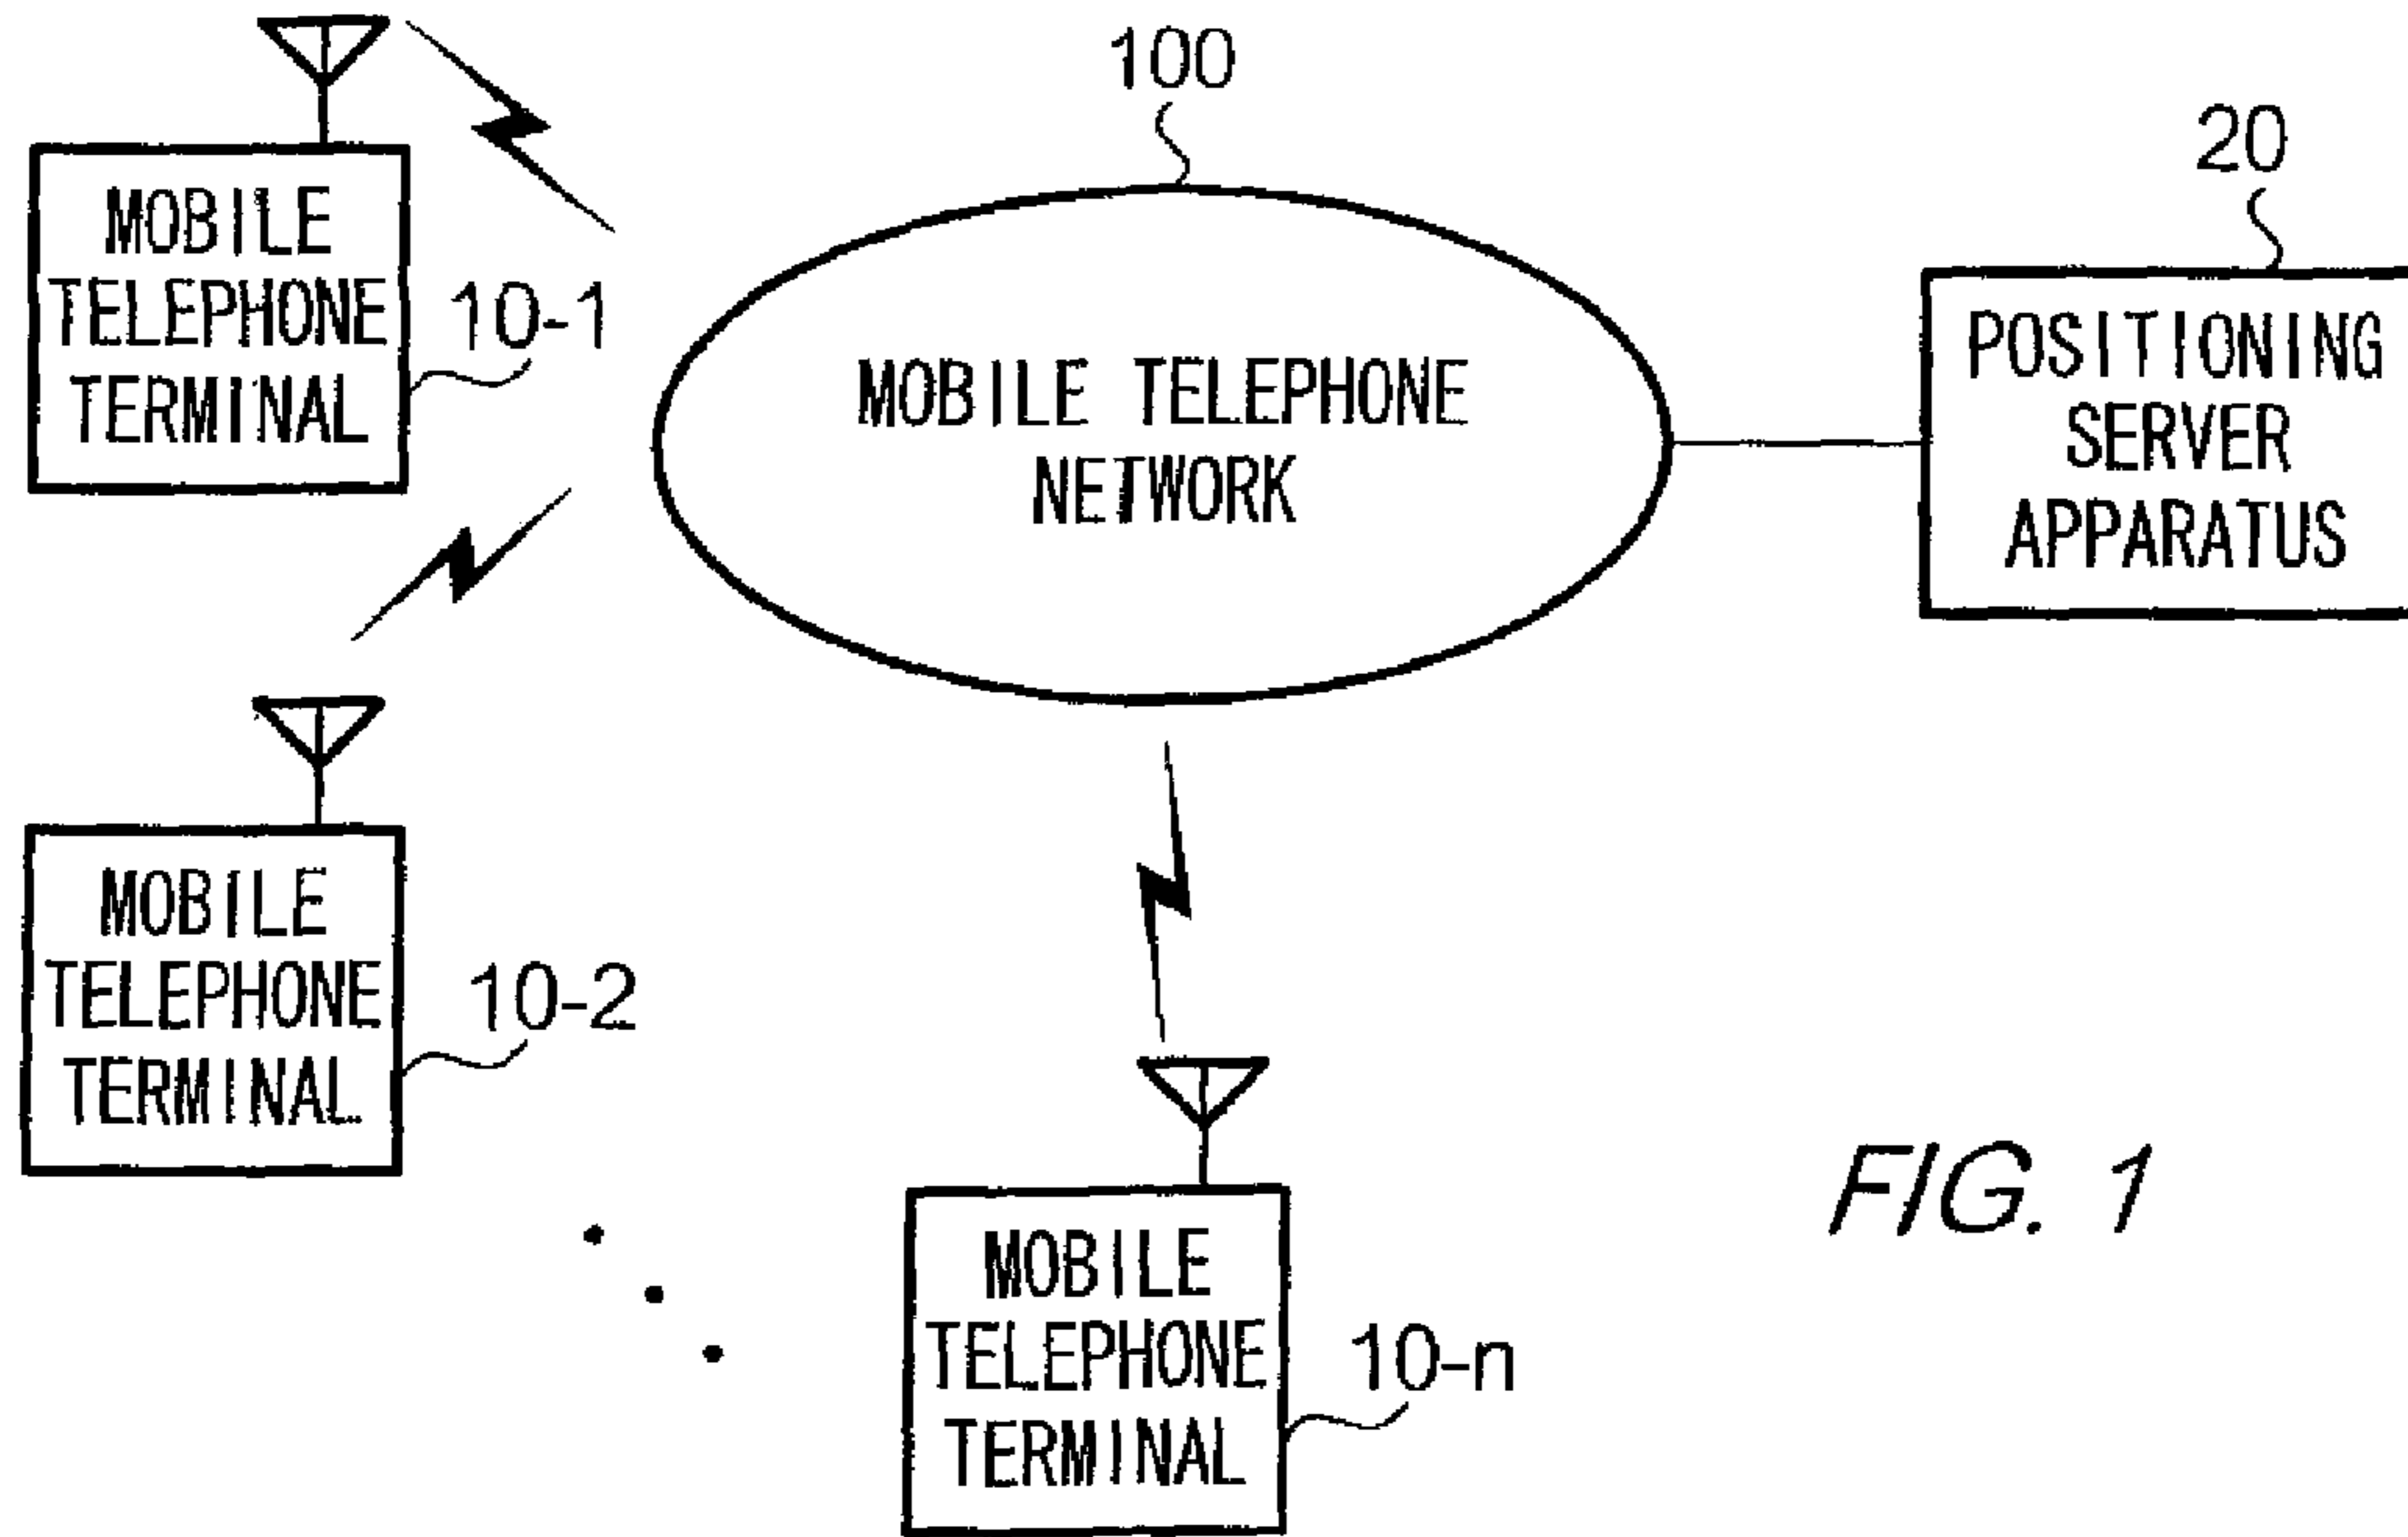 100
20
MOBILE
TELEPHONE
TERMINAL
10-1
MOBILE TELEPHONE
NETWORK
POSITIONING
SERVER
APPARATUS
MOBILE
TELEPHONE
TERMINAL
10-2
MOBILE
TELEPHONE
TERMINAL
10-n
FIG. 1